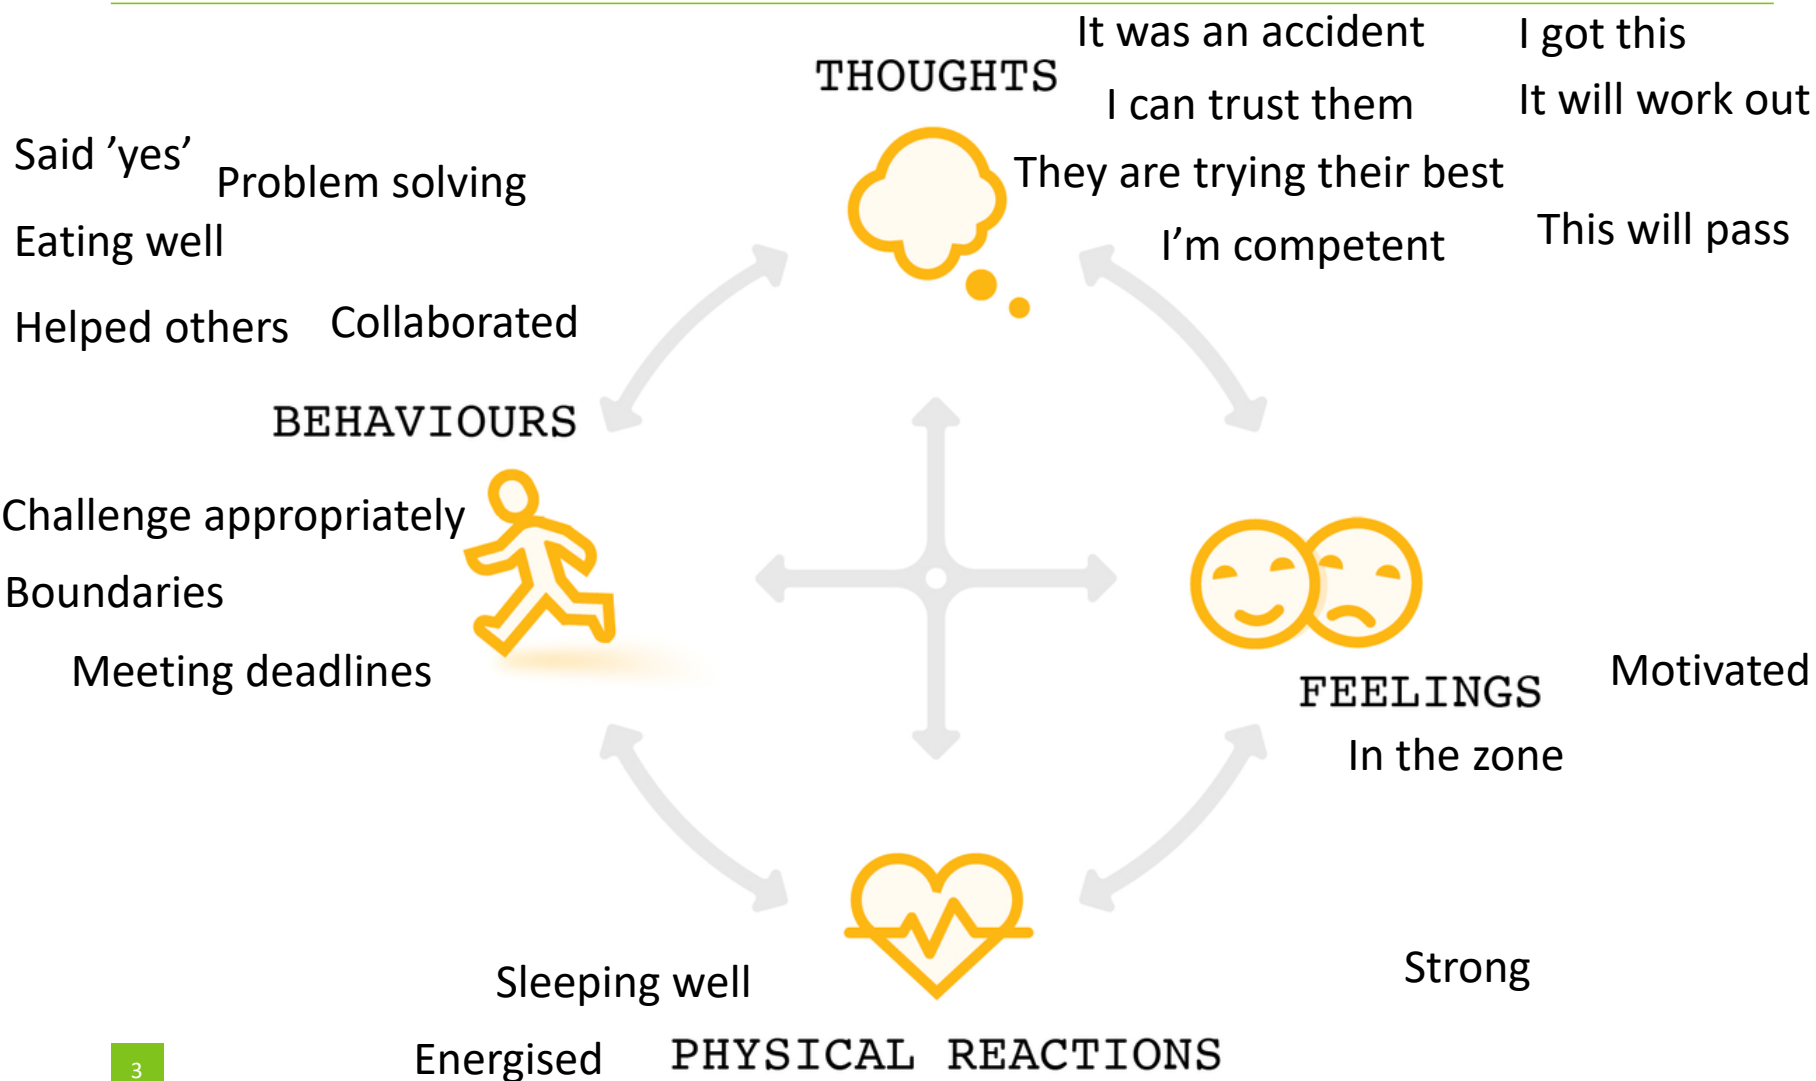 It was an accident
I got this
THOUGHTS
I can trust them
It will work out
Said ’yes’
Problem solving
They are trying their best
Eating well
I’m competent
This will pass
Helped others
Collaborated
BEHAVIOURS
Challenge appropriately
Boundaries
Meeting deadlines
FEELINGS
Motivated
In the zone
Sleeping well
Strong
Energised
PHYSICAL REACTIONS
3